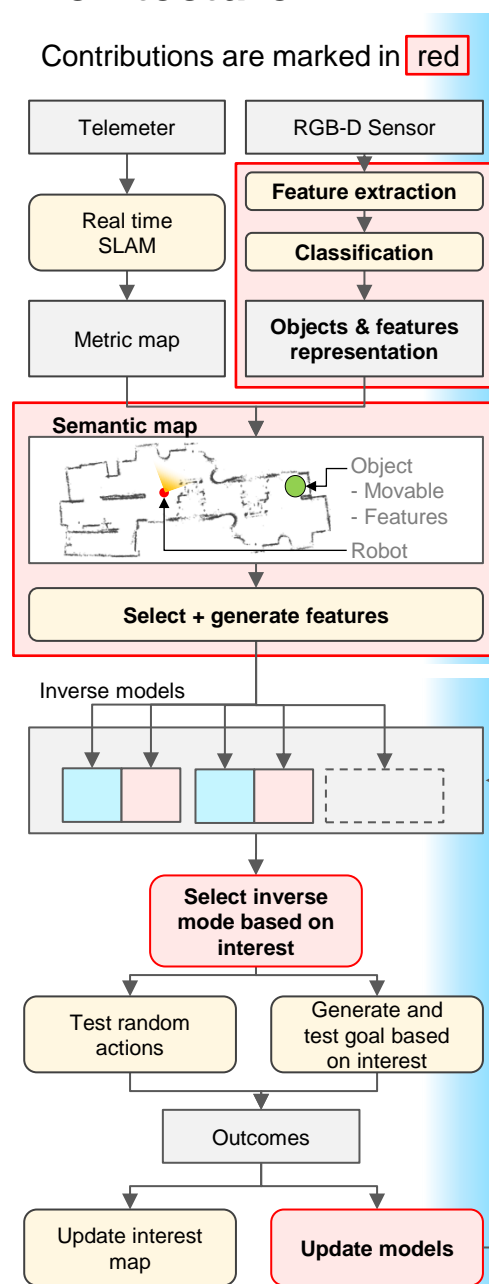 Contributions are marked in red
Telemeter
RGB-D Sensor
Feature extraction
Real time
SLAM
Classification
Metric map
Objects & features
representation
Semantic map
Object
- Movable
- Features
Robot
Select + generate features
Inverse models
Select inverse
mode based on
interest
Test random
actions
Generate and
test goal based
on interest
Outcomes
Update interest
map
Update models